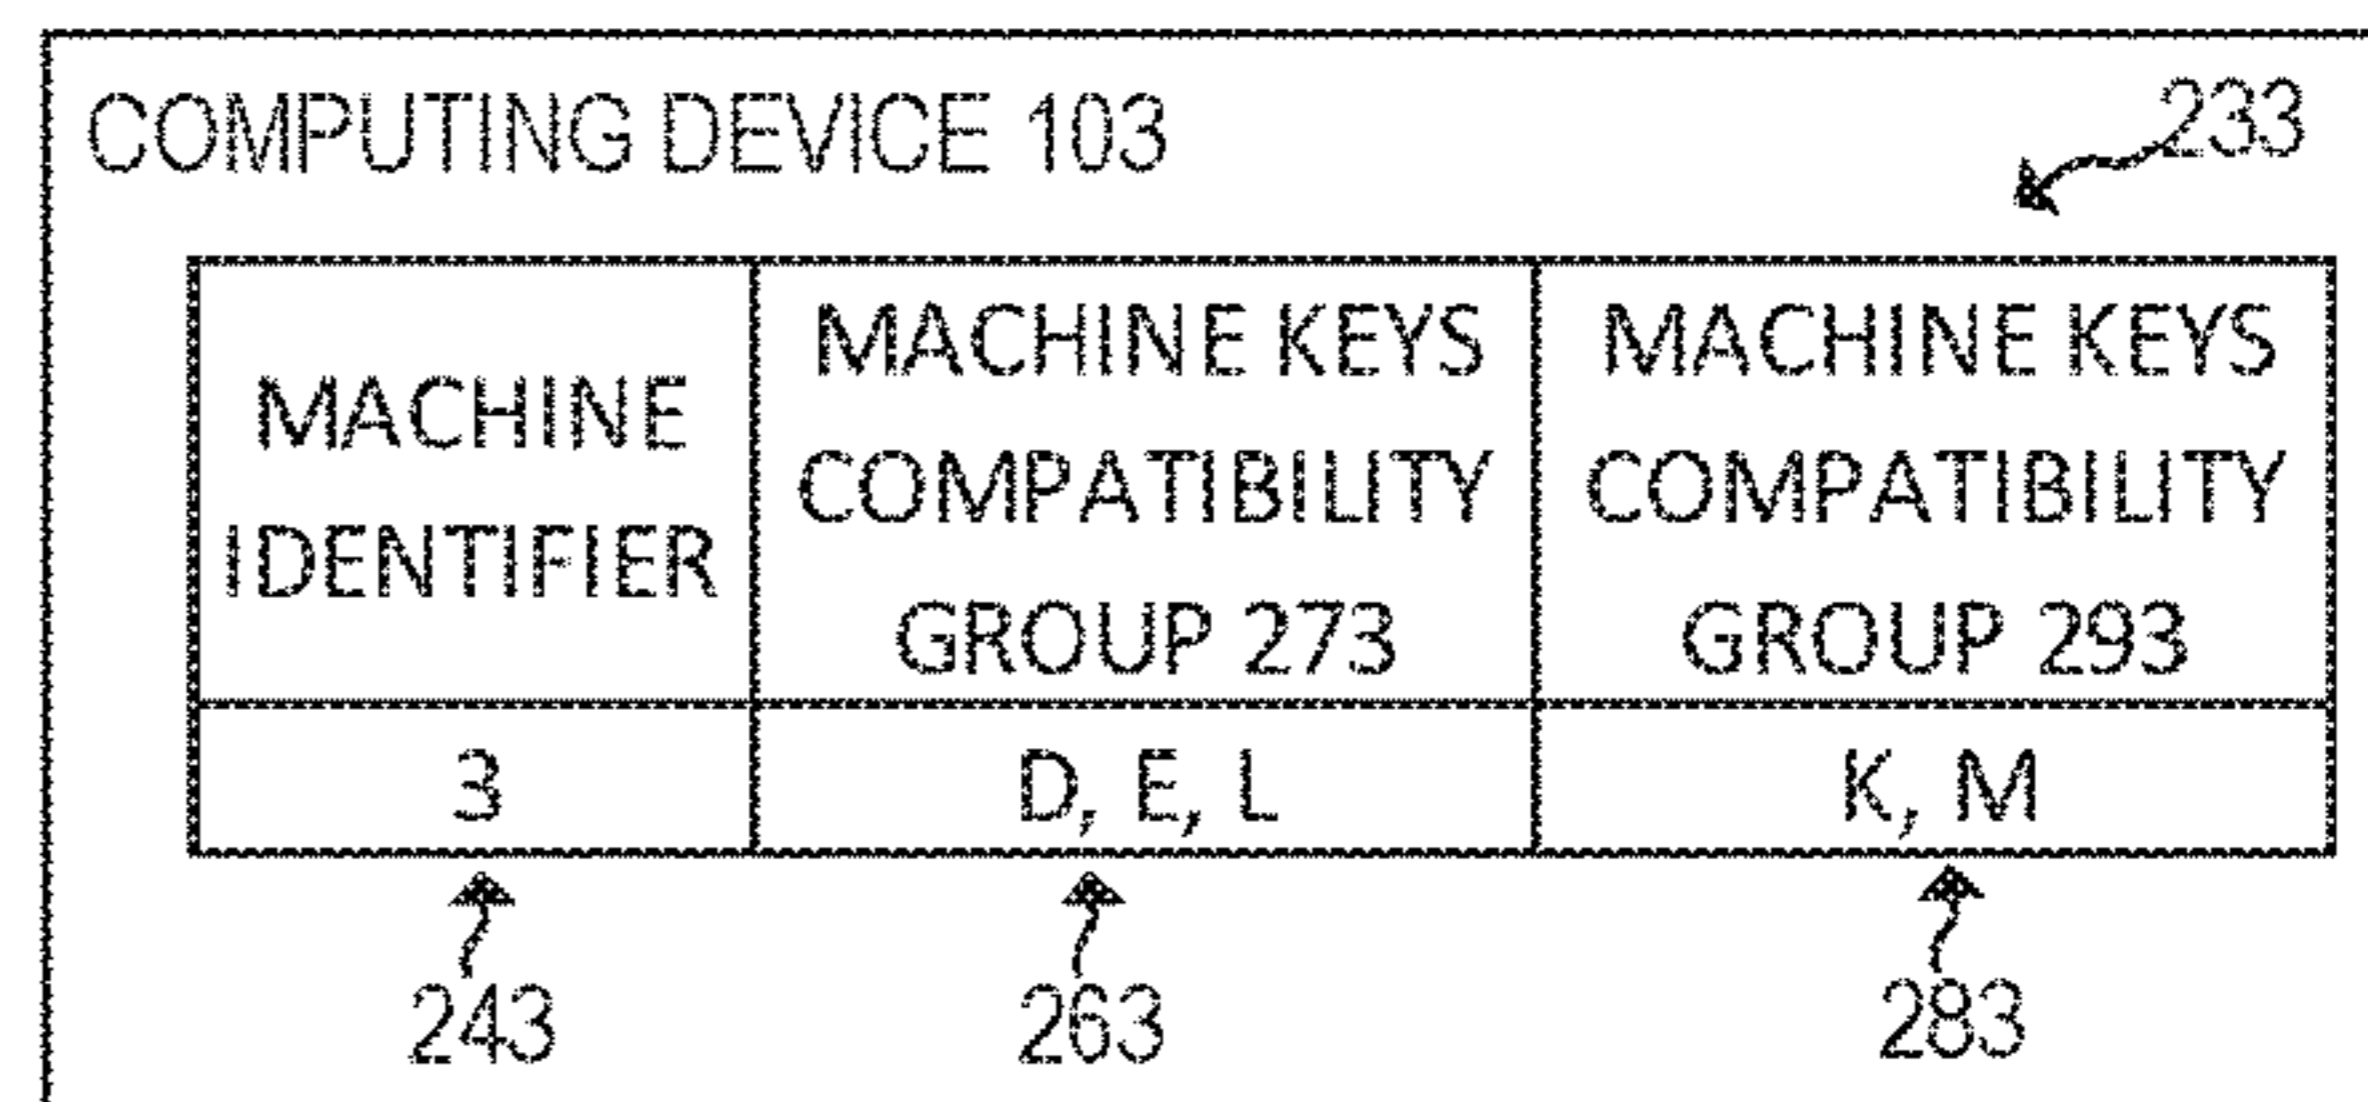 COMPUTING DEVICE 103
233
MACHINE
IDENTIFIER
MACHINE KEYS
COMPATIBILITY
GROUP 273
MACHINE KEYS
COMPATIBILITY
GROUP 293
3
D, E, L
K, M
243
263
283